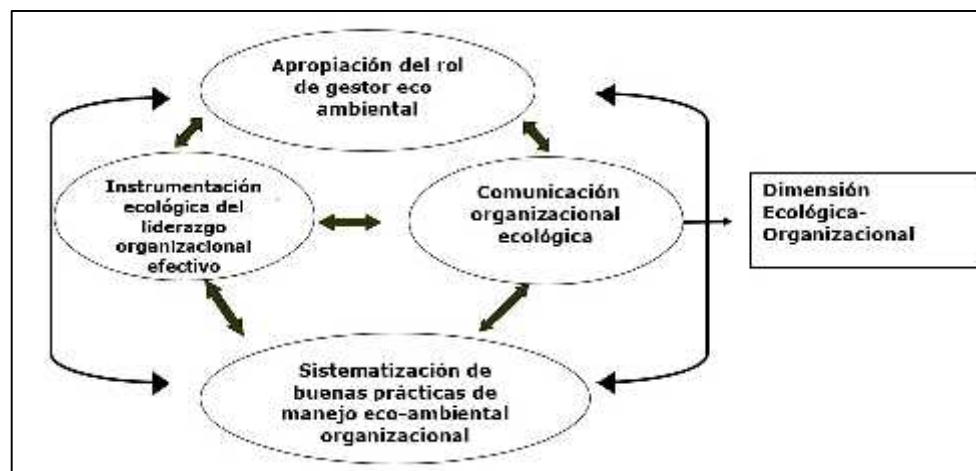 Apropiación del rol
de gestor eco
ambiental
Instrumentación
ecológica del
liderazgo
organizacional
efectivo
Comunicación
organizacional
ecológica
Dimensión
Ecológica-
Organizacional
Sistematización de
buenas prácticas de
manejo eco-ambiental
organizacional